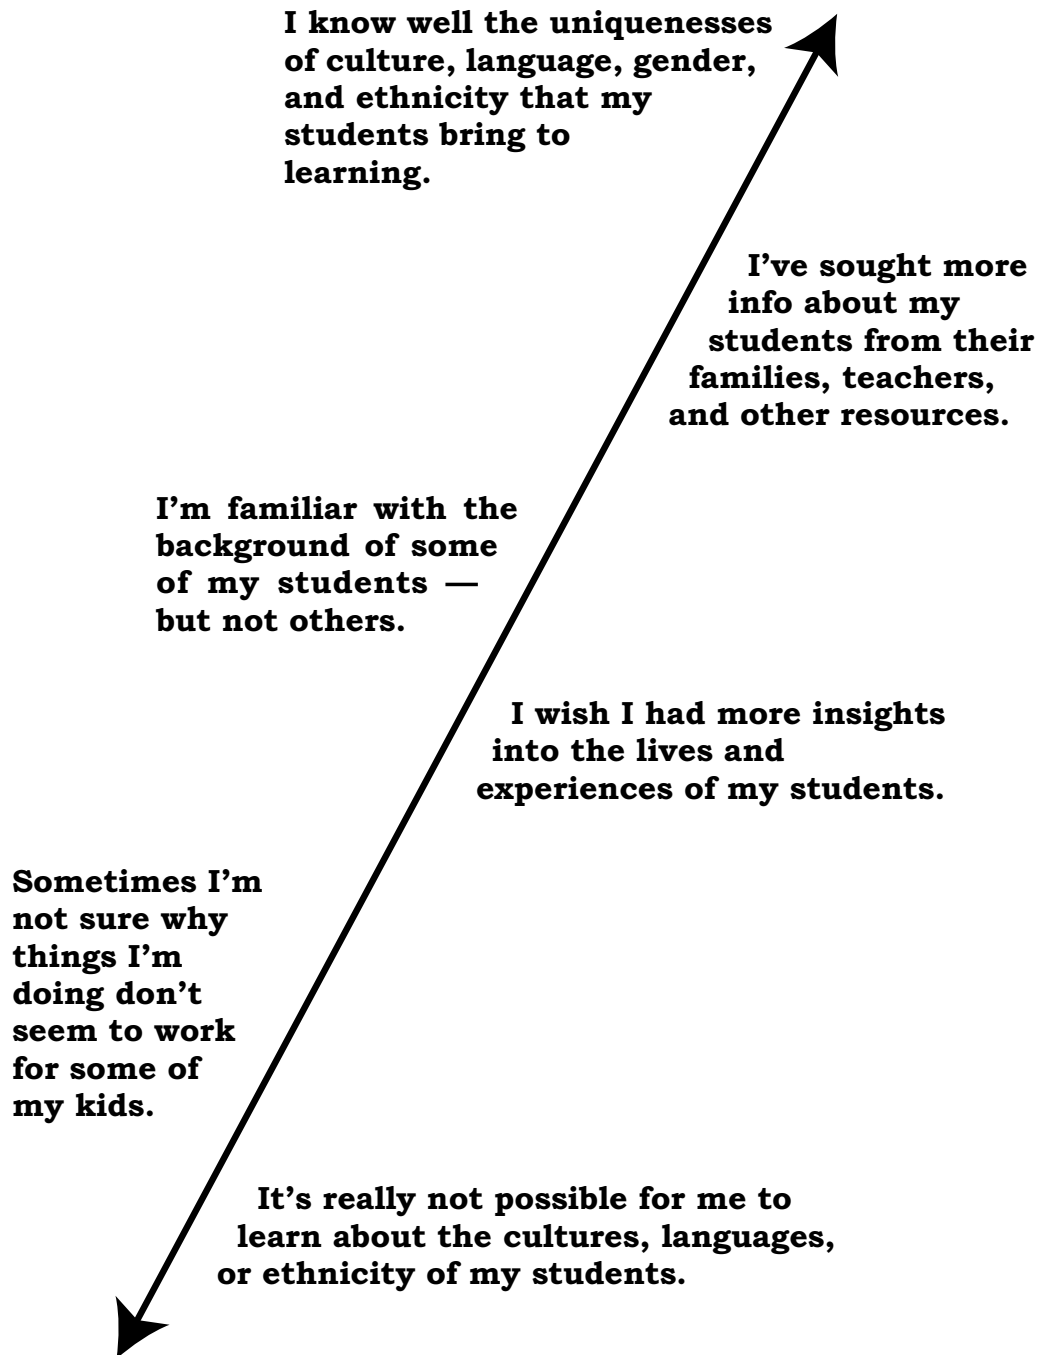 I know well the uniquenesses
of culture, language, gender,
and ethnicity that my
students bring to
learning.
I’ve sought more
info about my
students from their
families, teachers,
and other resources.
I’m familiar with the
background of some
of my students —
but not others.
I wish I had more insights
into the lives and
experiences of my students.
Sometimes I’m
not sure why
things I’m
doing don’t
seem to work
for some of
my kids.
It’s really not possible for me to
learn about the cultures, languages,
or ethnicity of my students.